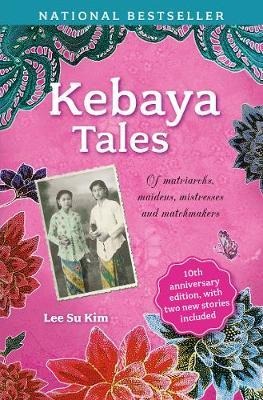 NATIONAL BESTSELLER
Kebaya
Tales
Of matriarchs,
maidens, mistresses
and matchmakers
10th
anniversary
edition, with
two new stories
included
Lee Su Kim